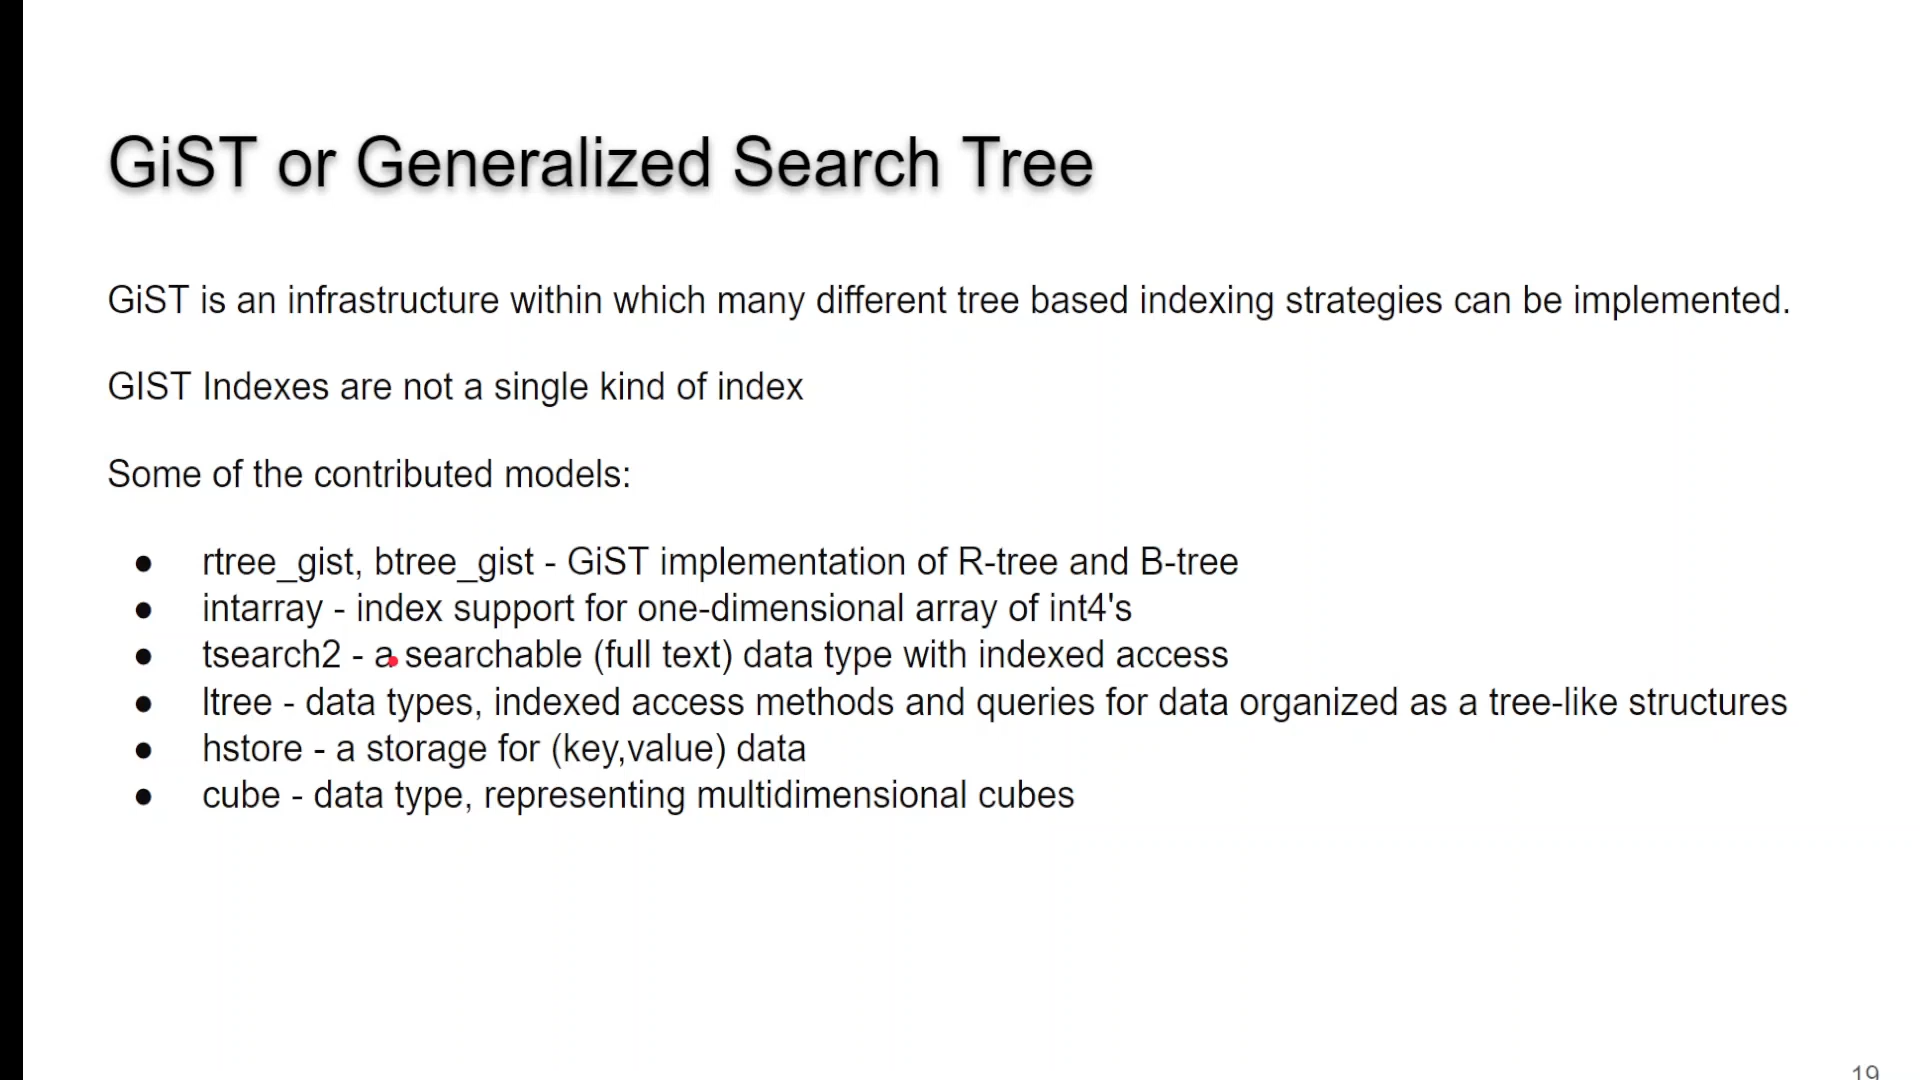 GiST or Generalized Search Tree
GiST is an infrastructure within which many different tree based indexing strategies can be implemented.
GIST Indexes are not a single kind of index
Some of the contributed models:
● rtree_gist, btree_gist - GiST implementation of R-tree and B-tree
● intarray - index support for one-dimensional array of int4's
● tsearch2 - a searchable (full text) data type with indexed access
● ltree - data types, indexed access methods and queries for data organized as a tree-like structures
● hstore - a storage for (key,value) data
● cube - data type, representing multidimensional cubes
19